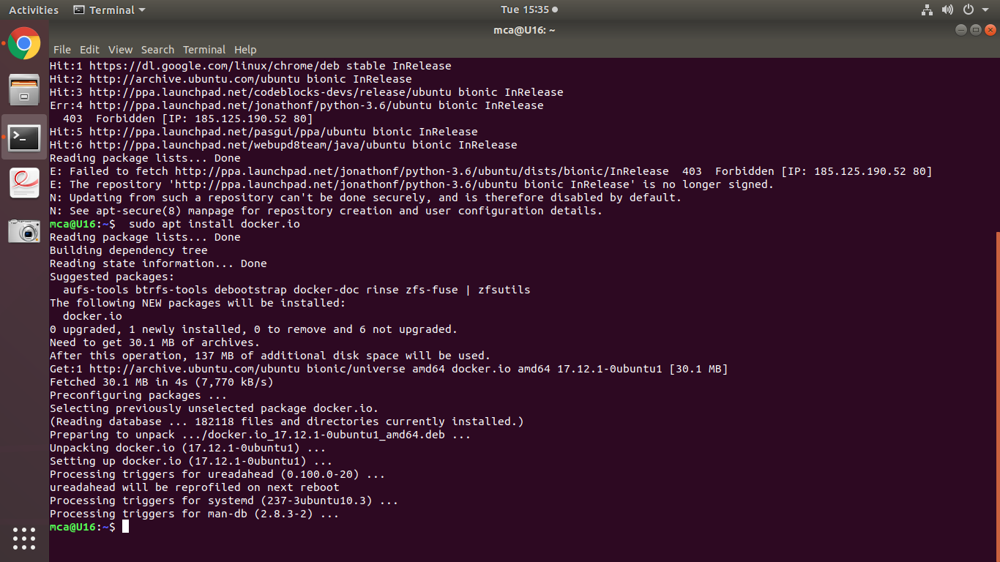 Activities Terminal Tue 15:35
mca@U16: ~
File Edit View Search Terminal Help
Hit:1 https://dl.google.com/linux/chrome/deb stable InRelease
Hit:2 http://archive.ubuntu.com/ubuntu bionic InRelease
Hit:3 http://ppa.launchpad.net/codeblocks-devs/release/ubuntu bionic InRelease
Err:4 http://ppa.launchpad.net/jonathonf/python-3.6/ubuntu bionic InRelease
  403  Forbidden [IP: 185.125.190.52 80]
Hit:5 http://ppa.launchpad.net/pasgui/ppa/ubuntu bionic InRelease
Hit:6 http://ppa.launchpad.net/webupd8team/java/ubuntu bionic InRelease
Reading package lists... Done
E: Failed to fetch http://ppa.launchpad.net/jonathonf/python-3.6/ubuntu/dists/bionic/InRelease  403  Forbidden [IP: 185.125.190.52 80]
E: The repository 'http://ppa.launchpad.net/jonathonf/python-3.6/ubuntu bionic InRelease' is no longer signed.
N: Updating from such a repository can't be done securely, and is therefore disabled by default.
N: See apt-secure(8) manpage for repository creation and user configuration details.
mca@U16:~$  sudo apt install docker.io
Reading package lists... Done
Building dependency tree
Reading state information... Done
Suggested packages:
  aufs-tools btrfs-tools debootstrap docker-doc rinse zfs-fuse | zfsutils
The following NEW packages will be installed:
  docker.io
0 upgraded, 1 newly installed, 0 to remove and 6 not upgraded.
Need to get 30.1 MB of archives.
After this operation, 137 MB of additional disk space will be used.
Get:1 http://archive.ubuntu.com/ubuntu bionic/universe amd64 docker.io amd64 17.12.1-0ubuntu1 [30.1 MB]
Fetched 30.1 MB in 4s (7,770 kB/s)
Preconfiguring packages ...
Selecting previously unselected package docker.io.
(Reading database ... 182118 files and directories currently installed.)
Preparing to unpack .../docker.io_17.12.1-0ubuntu1_amd64.deb ...
Unpacking docker.io (17.12.1-0ubuntu1) ...
Setting up docker.io (17.12.1-0ubuntu1) ...
Processing triggers for ureadahead (0.100.0-20) ...
ureadahead will be reprofiled on next reboot
Processing triggers for systemd (237-3ubuntu10.3) ...
Processing triggers for man-db (2.8.3-2) ...
mca@U16:~$